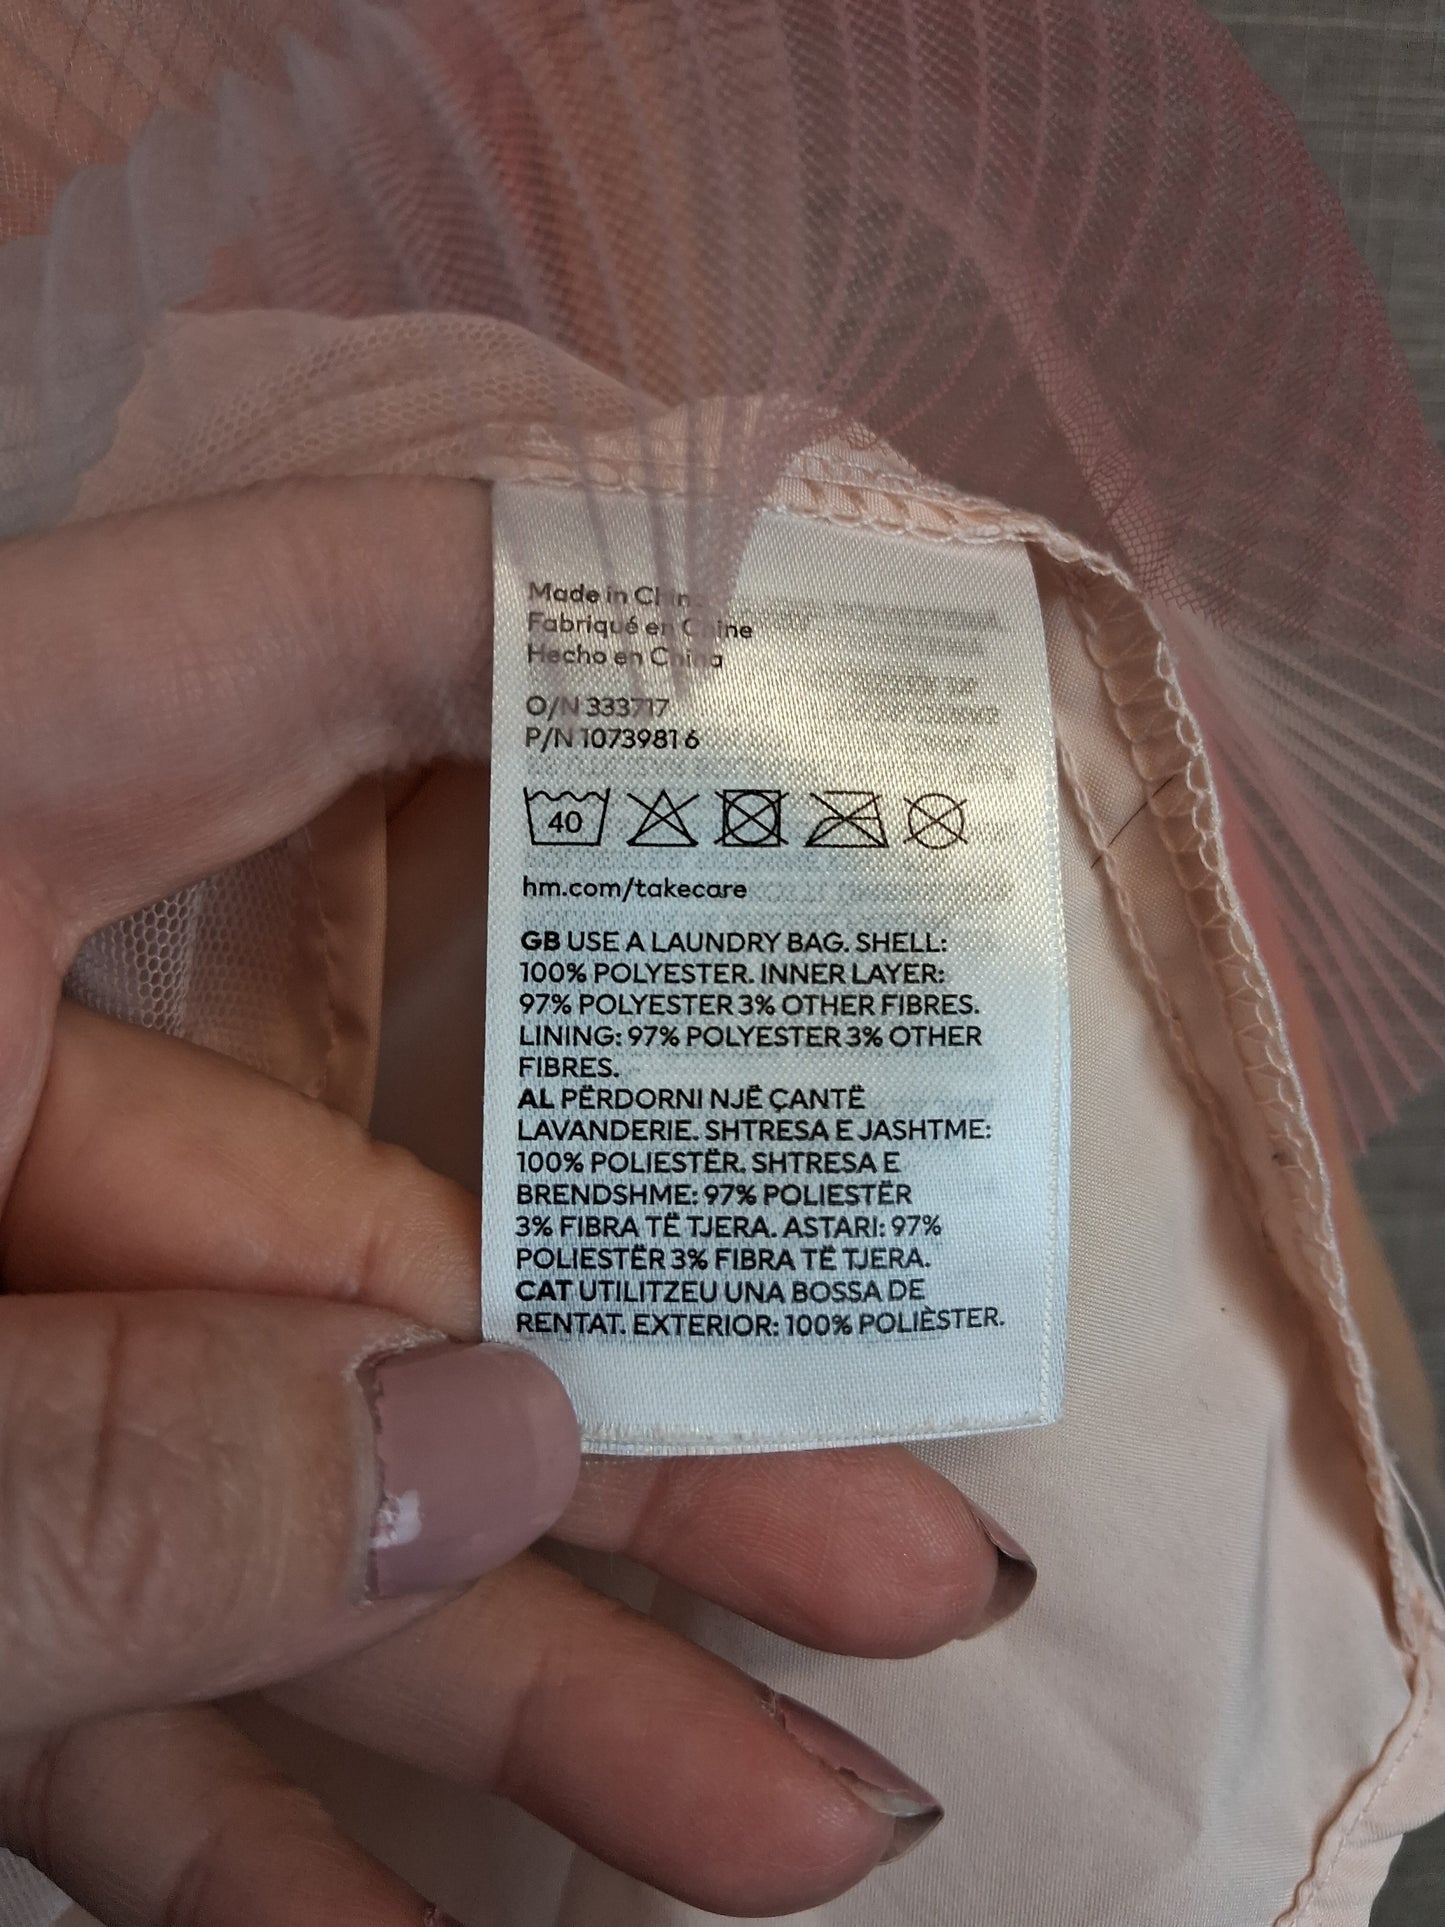 Made in China
Fabriqué en Chine
Hecho en China
O/N 333717
P/N 1073981 6
40
hm.com/takecare
GB USE A LAUNDRY BAG. SHELL:
100% POLYESTER. INNER LAYER:
97% POLYESTER 3% OTHER FIBRES.
LINING: 97% POLYESTER 3% OTHER
FIBRES.
AL PËRDORNI NJË ÇANTË
LAVANDERIE. SHTRESA E JASHTME:
100% POLIESTËR. SHTRESA E
BRENDSHME: 97% POLIESTËR
3% FIBRA TË TJERA. ASTARI: 97%
POLIESTËR 3% FIBRA TË TJERA.
CAT UTILITZEU UNA BOSSA DE
RENTAT. EXTERIOR: 100% POLIÈSTER.